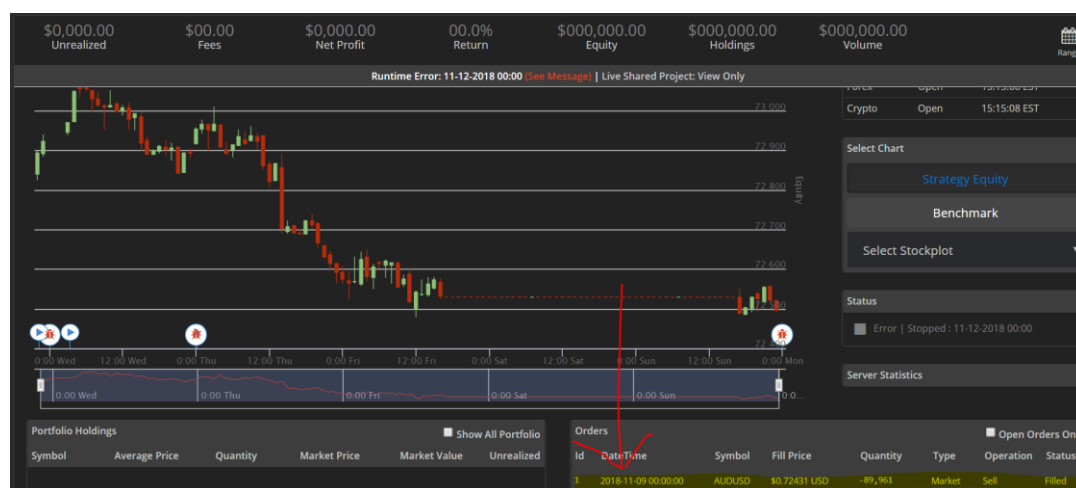 $0,000.00 $00.00 $0,000.00 00.0% $000,000.00 $000,000.00 $000,000.00
Unrealized Fees Net Profit Return Equity Holdings Volume
Runtime Error: 11-12-2018 00:00 (See Message) | Live Shared Project: View Only
Forex Open 15:15:08 EST
Crypto Open 15:15:08 EST
73 000
72 900
72 800
72 700
72 600
Equity
Select Chart
Strategy Equity
Benchmark
Select Stockplot
Status
Error | Stopped : 11-12-2018 00:00
Server Statistics
0:00 Wed 12:00 Wed 0:00 Thu 12:00 Thu 0:00 Fri 12:00 Fri 0:00 Sat 12:00 Sat 0:00 Sun 12:00 Sun 0:00 Mon
0:00 Wed 0:00 Thu 0:00 Fri 0:00 Sat 0:00 Sun 0:0...
Portfolio Holdings Show All Portfolio
Symbol Average Price Quantity Market Price Market Value Unrealized
Orders Open Orders On
Id DateTime Symbol Fill Price Quantity Type Operation Status
1 2018-11-09 00:00:00 AUDUSD $0.72431 USD -89,961 Market Sell Filled